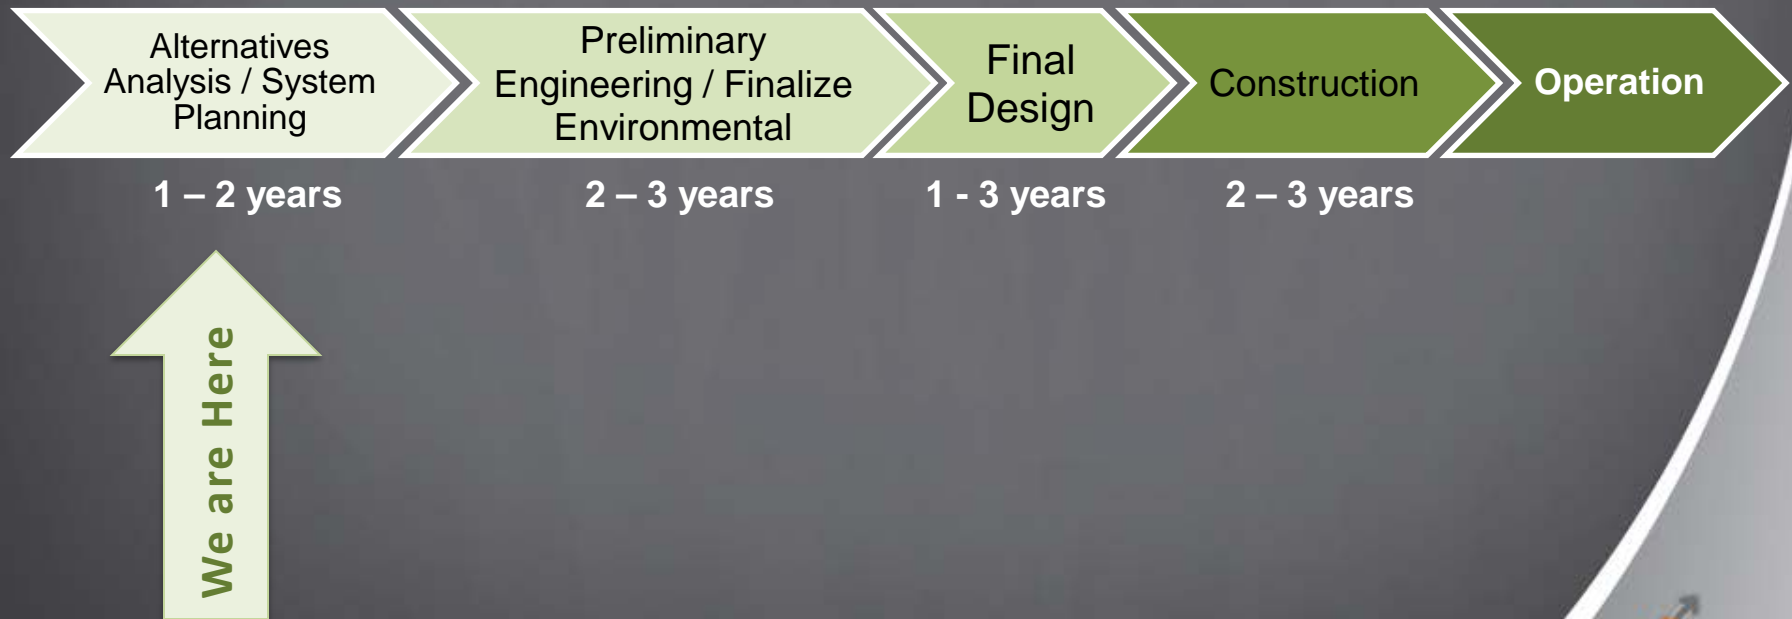 Alternatives
Analysis / System
Planning
Preliminary
Engineering / Finalize
Environmental
Final
Design
Construction
Operation
1 – 2 years
2 – 3 years
1 - 3 years
2 – 3 years
We are Here